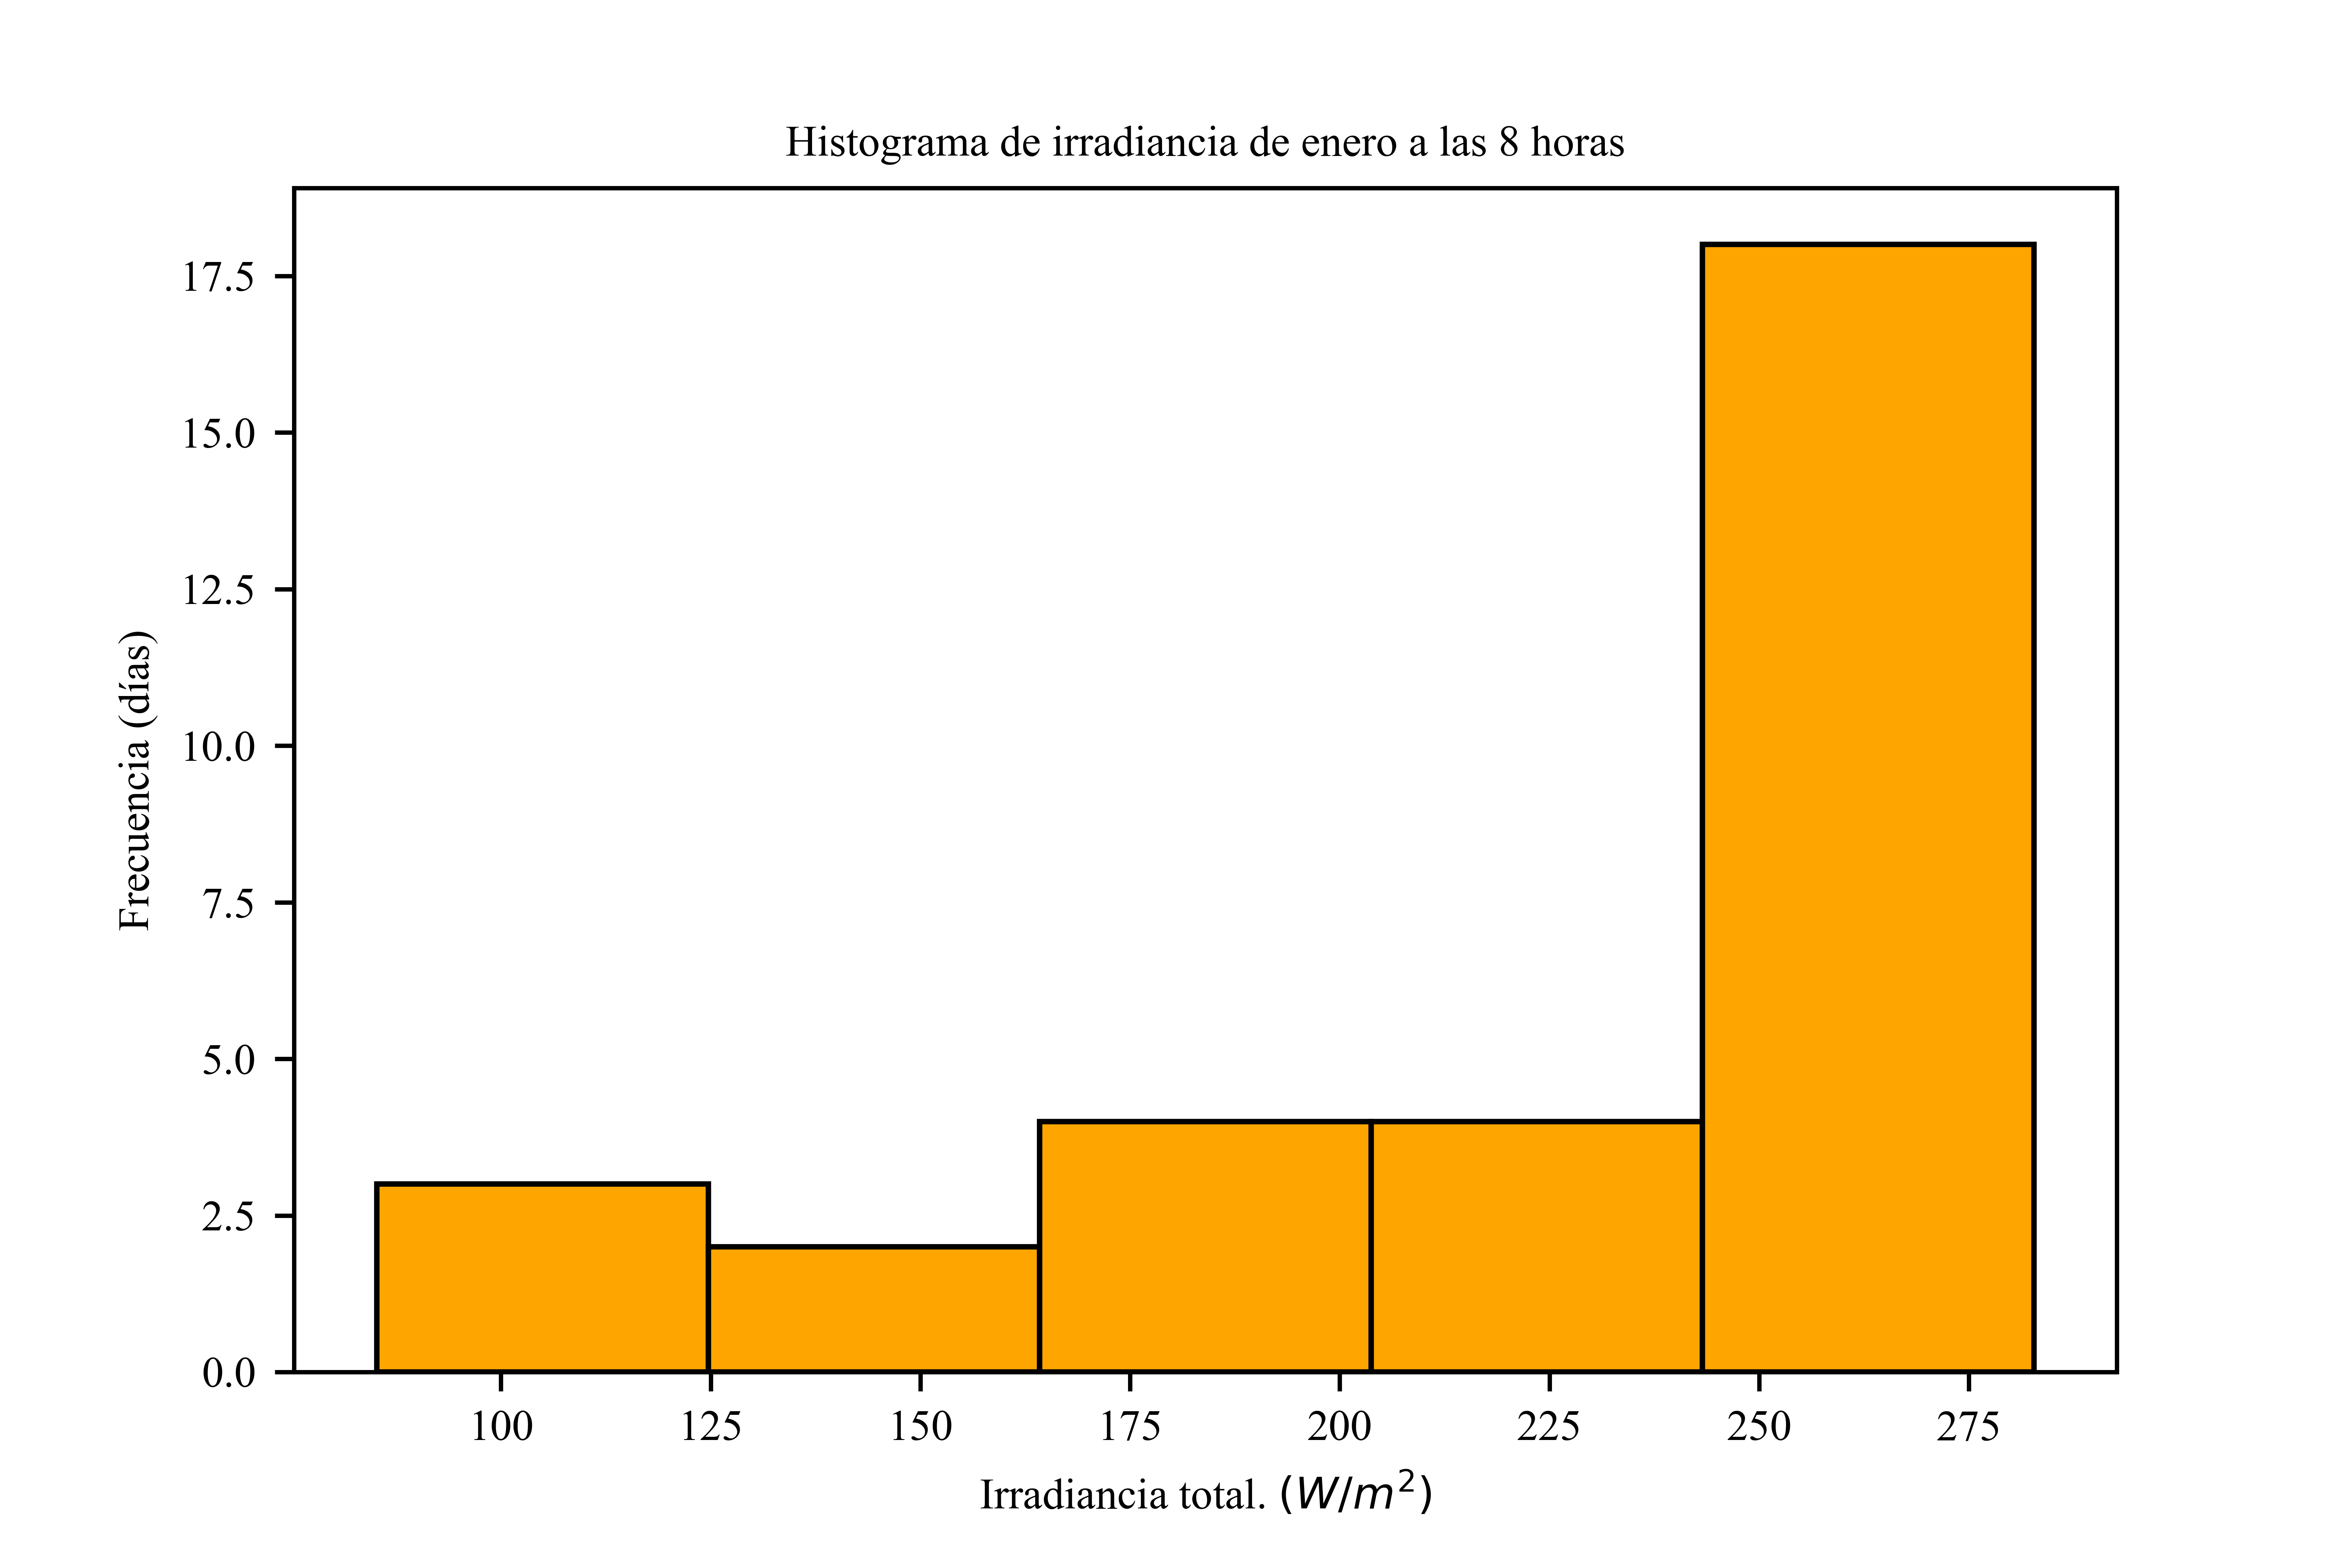 Histograma de irradiancia de enero a las 8 horas
17.5
15.0
12.5
10.0
7.5
5.0
2.5
0.0
Frecuencia (días)
100 125 150 175 200 225 250 275
Irradiancia total. (W/m²)